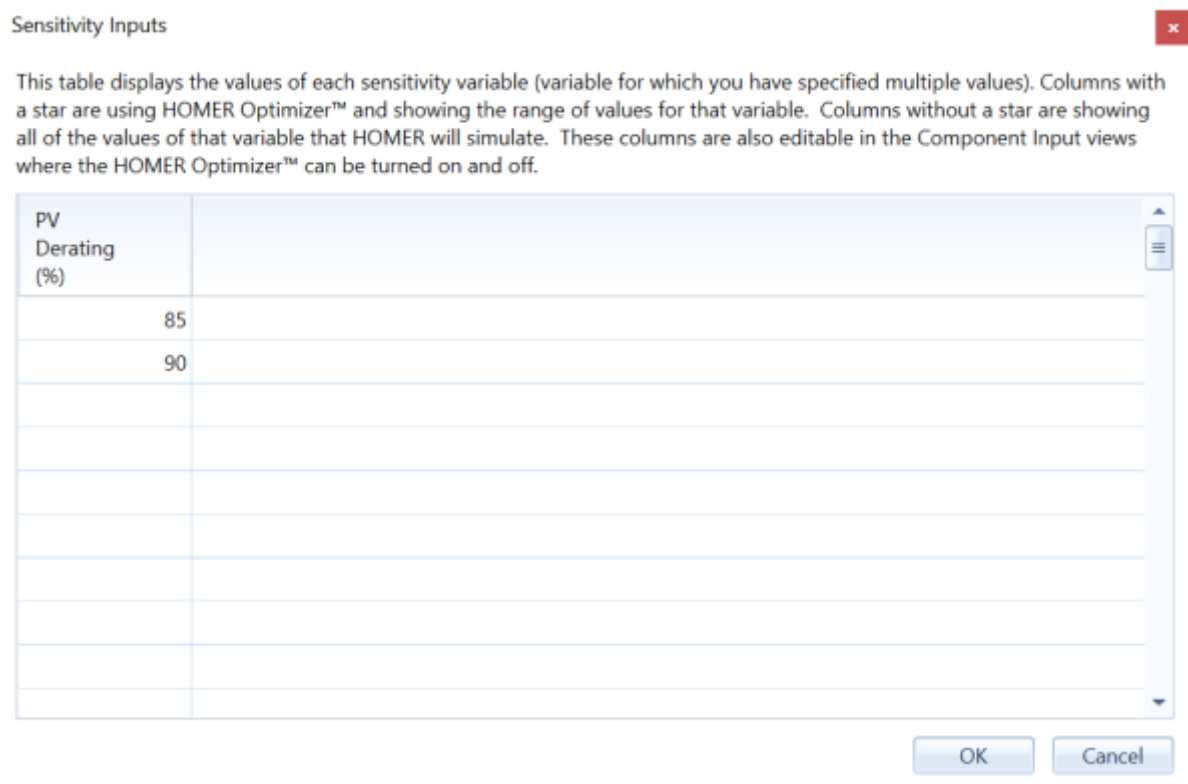 Sensitivity Inputs
This table displays the values of each sensitivity variable (variable for which you have specified multiple values). Columns with
a star are using HOMER Optimizer™ and showing the range of values for that variable.  Columns without a star are showing
all of the values of that variable that HOMER will simulate.  These columns are also editable in the Component Input views
where the HOMER Optimizer™ can be turned on and off.
PV
Derating
(%)
85
90
OK
Cancel